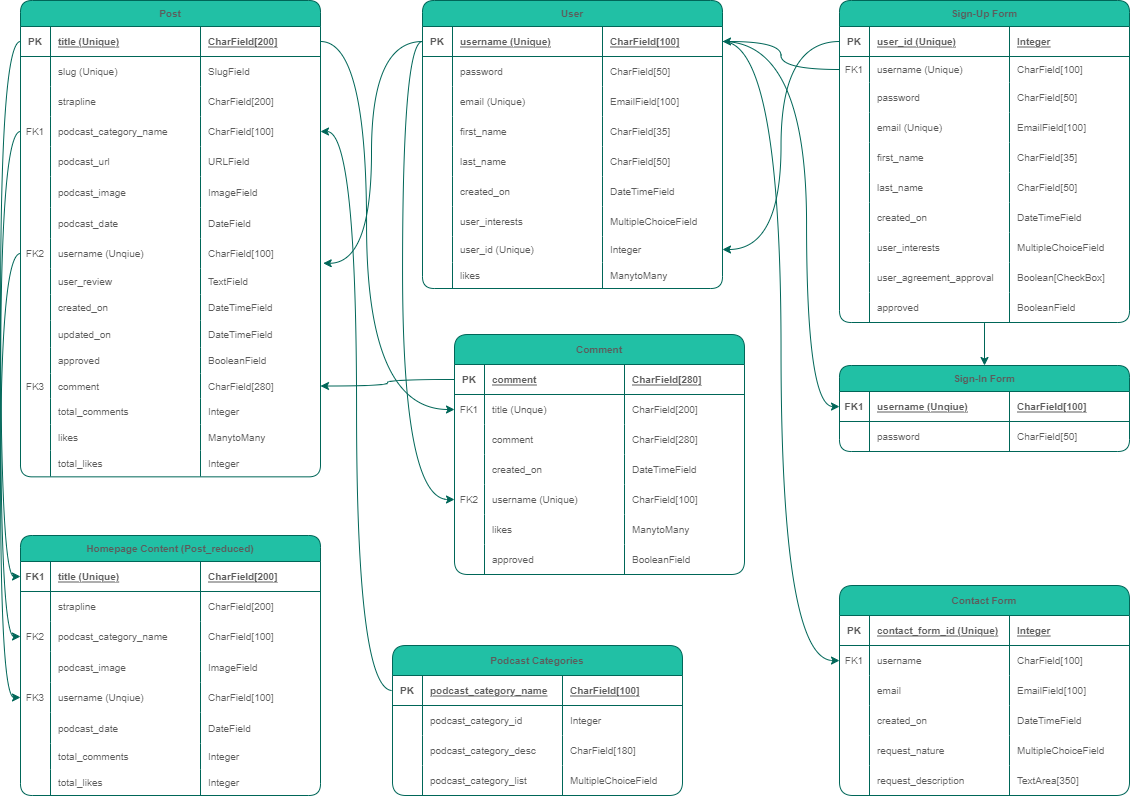 Post
PK title (Unique) CharField[200]
slug (Unique) SlugField
strapline CharField[200]
FK1 podcast_category_name CharField[100]
podcast_url URLField
podcast_image ImageField
podcast_date DateField
FK2 username (Unqiue) CharField[100]
user_review TextField
created_on DateTimeField
updated_on DateTimeField
approved BooleanField
FK3 comment CharField[280]
total_comments Integer
likes ManytoMany
total_likes Integer
User
PK username (Unique) CharField[100]
password CharField[50]
email (Unique) EmailField[100]
first_name CharField[35]
last_name CharField[50]
created_on DateTimeField
user_interests MultipleChoiceField
user_id (Unique) Integer
likes ManytoMany
Sign-Up Form
PK user_id (Unique) Integer
FK1 username (Unique) CharField[100]
password CharField[50]
email (Unique) EmailField[100]
first_name CharField[35]
last_name CharField[50]
created_on DateTimeField
user_interests MultipleChoiceField
user_agreement_approval Boolean[CheckBox]
approved BooleanField
Comment
PK comment CharField[280]
FK1 title (Unque) CharField[200]
comment CharField[280]
created_on DateTimeField
FK2 username (Unique) CharField[100]
likes ManytoMany
approved BooleanField
Sign-In Form
FK1 username (Unqiue) CharField[100]
password CharField[50]
Homepage Content (Post_reduced)
FK1 title (Unique) CharField[200]
strapline CharField[200]
FK2 podcast_category_name CharField[100]
podcast_image ImageField
FK3 username (Unqiue) CharField[100]
podcast_date DateField
total_comments Integer
total_likes Integer
Podcast Categories
PK podcast_category_name CharField[100]
podcast_category_id Integer
podcast_category_desc CharField[180]
podcast_category_list MultipleChoiceField
Contact Form
PK contact_form_id (Unique) Integer
FK1 username CharField[100]
email EmailField[100]
created_on DateTimeField
request_nature MultipleChoiceField
request_description TextArea[350]